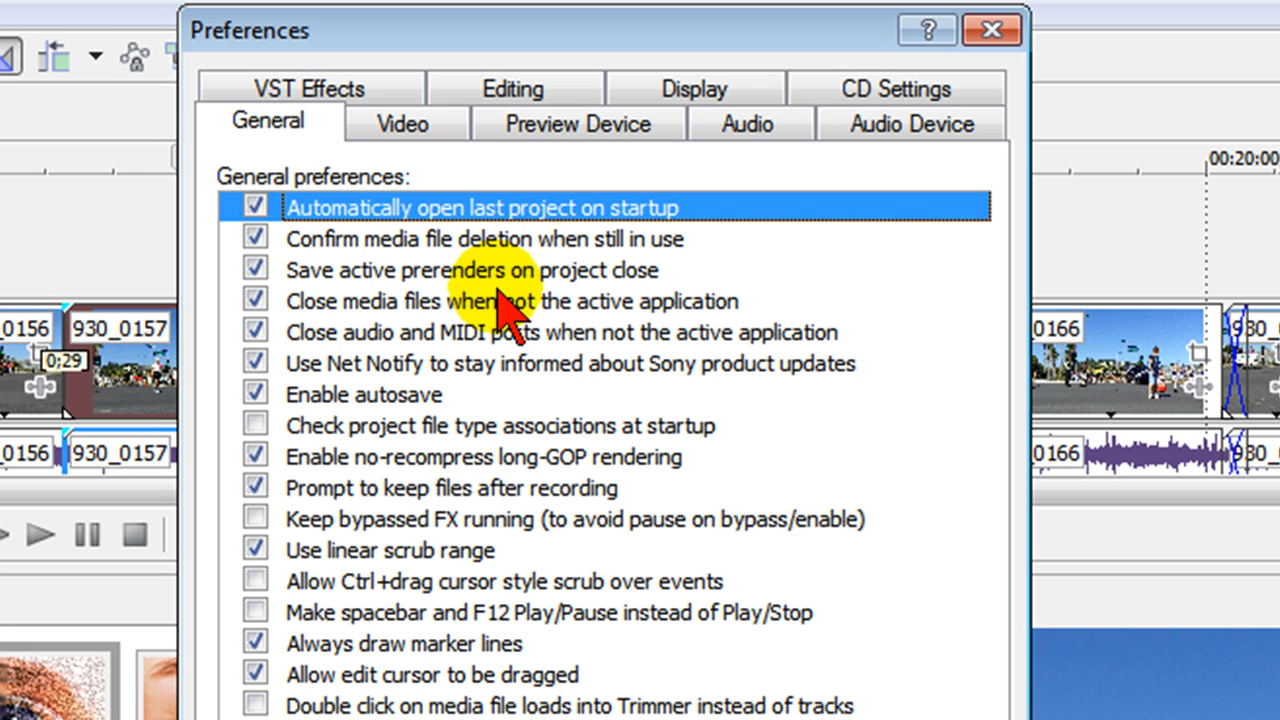 Preferences
?
VST Effects
Editing
Display
CD Settings
General
Video
Preview Device
Audio
Audio Device
General preferences:
Automatically open last project on startup
Confirm media file deletion when still in use
Save active prerenders on project close
Close media files when not the active application
Close audio and MIDI ports when not the active application
Use Net Notify to stay informed about Sony product updates
Enable autosave
Check project file type associations at startup
Enable no-recompress long-GOP rendering
Prompt to keep files after recording
Keep bypassed FX running (to avoid pause on bypass/enable)
Use linear scrub range
Allow Ctrl+drag cursor style scrub over events
Make spacebar and F12 Play/Pause instead of Play/Stop
Always draw marker lines
Allow edit cursor to be dragged
Double click on media file loads into Trimmer instead of tracks
_0156
930_0157
0;29
_0156
930_0157
00:20:00
0166
930_0
0166
930_0